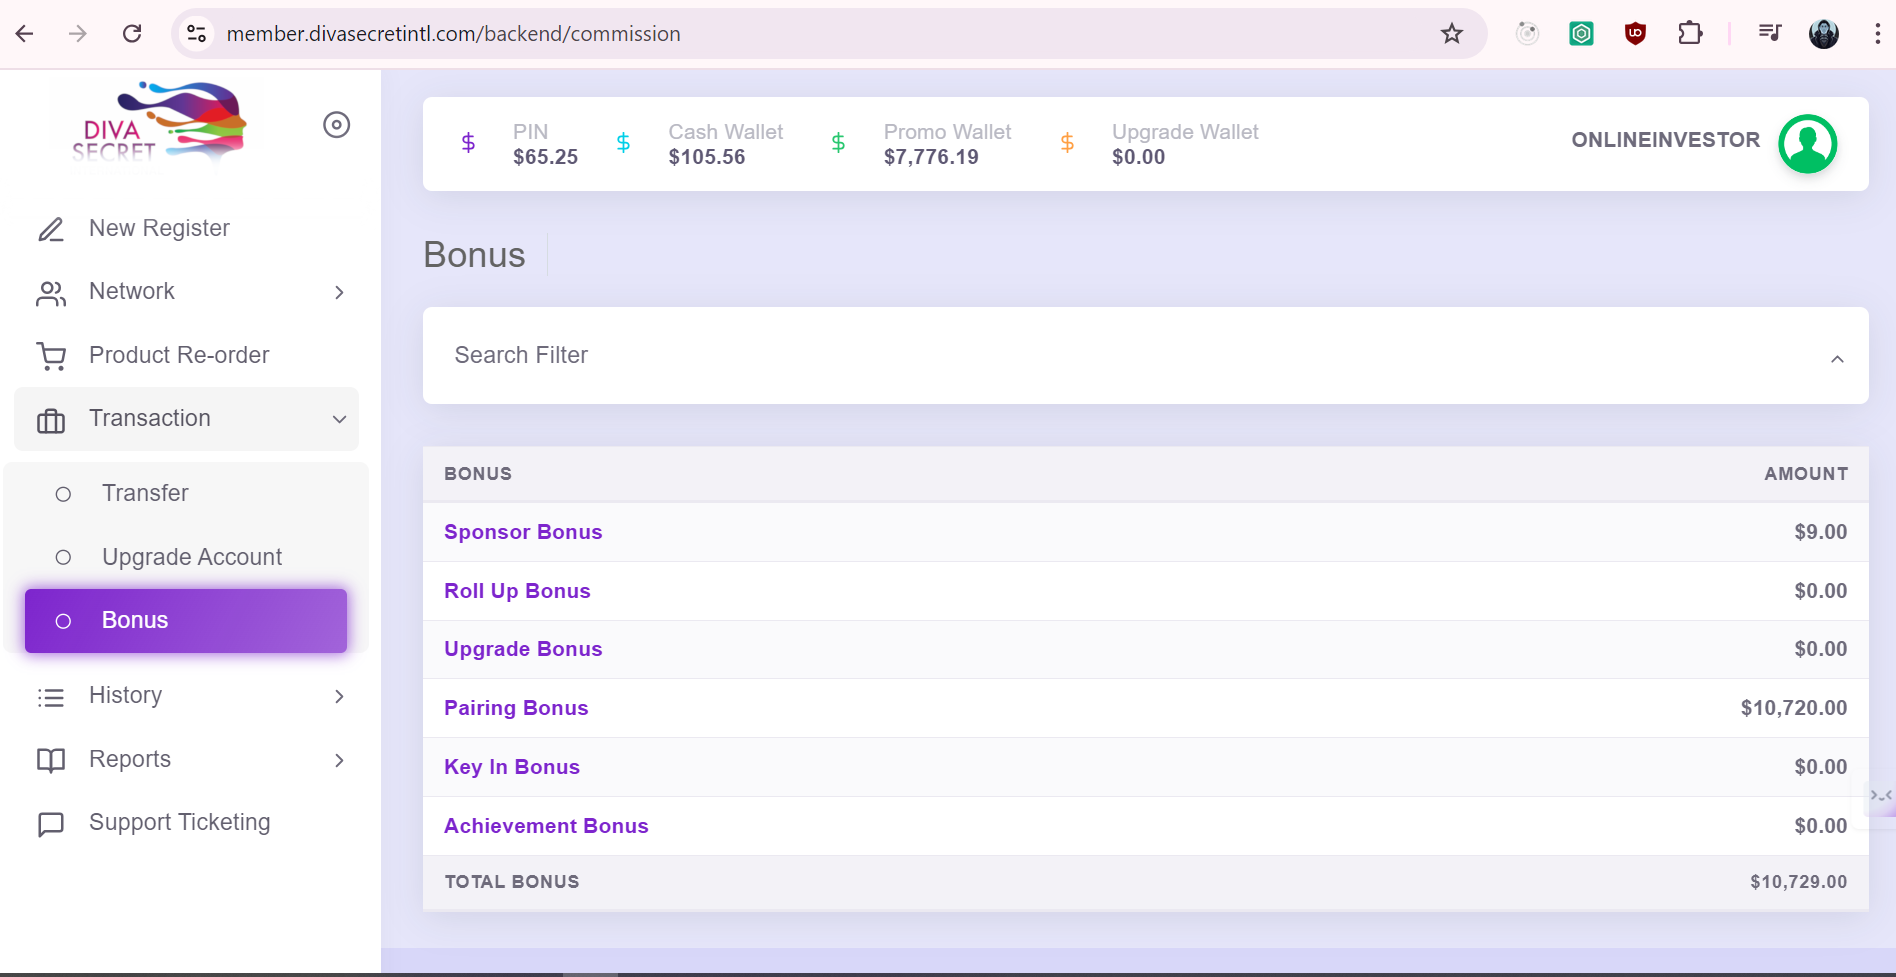 member.divasecretintl.com/backend/commission
DIVA
SECRET
New Register
Network
Product Re-order
Transaction
Transfer
Upgrade Account
Bonus
History
Reports
Support Ticketing
$ PIN
$65.25
$ Cash Wallet
$105.56
$ Promo Wallet
$7,776.19
$ Upgrade Wallet
$0.00
ONLINEINVESTOR
Bonus
Search Filter
BONUS AMOUNT
Sponsor Bonus $9.00
Roll Up Bonus $0.00
Upgrade Bonus $0.00
Pairing Bonus $10,720.00
Key In Bonus $0.00
Achievement Bonus $0.00
TOTAL BONUS $10,729.00